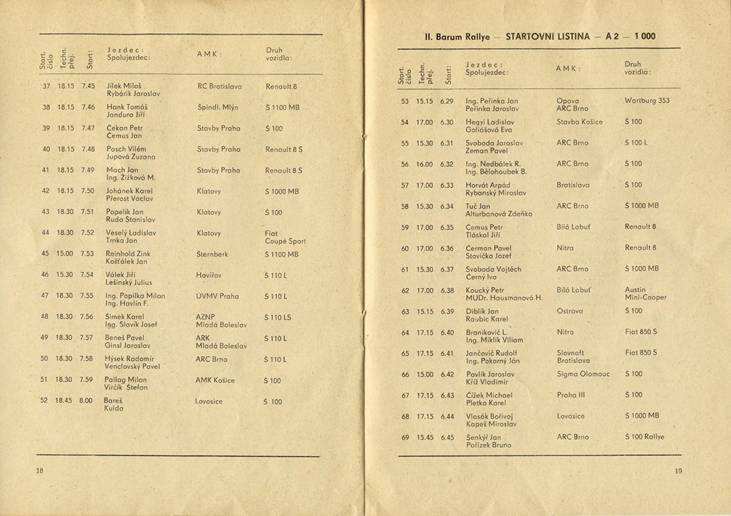 Start. číslo Techn. přej. Start: Jezdec: Spolujezdec: AMK: Druh vozidla:
37 18.15 7.45 Jílek Miloš RC Bratislava Renault 8
Rybárik Jaroslav
38 18.15 7.46 Hank Tomáš Špindl. Mlýn Š 1100 MB
Janduro Jiří
39 18.15 7.47 Čekan Petr Stavby Praha Š 100
Čemus Jan
40 18.15 7.48 Pasch Vilém Stavby Praha Renault 8 S
Jupová Zuzana
41 18.15 7.49 Mach Jan Stavby Praha Renault 8 S
Ing. Žižková M.
42 18.15 7.50 Johánek Karel Klatovy Š 1000 MB
Přerost Václav
43 18.30 7.51 Popelík Jan Klatovy Š 100
Ruda Stanislav
44 18.30 7.52 Veselý Ladislav Klatovy Fiat
Trnka Jan Coupé Sport
45 15.00 7.53 Reinhold Zink Šternberk Š 1100 MB
Košťálek Jan
46 15.30 7.54 Válek Jiří Havířov Š 110 L
Lešínský Julius
47 18.30 7.55 Ing. Papilka Milan ÚVMV Praha Š 110 L
Ing. Havlín F.
48 18.30 7.56 Šimek Karel AZNP Š 110 LS
Ing. Slavík Josef Mladá Boleslav
49 18.30 7.57 Beneš Pavel ARK Š 110 L
Ginsl Jaroslav Mladá Boleslav
50 18.30 7.58 Hýsek Radomír ARC Brno Š 110 L
Venclovský Pavel
51 18.30 7.59 Pallag Milan AMK Košice Š 100
Virčík Štefan
52 18.45 8.00 Bareš Lovosice Š 100
Kulda
18
II. Barum Rallye — STARTOVNÍ LISTINA — A 2 — 1 000
Start. číslo Techn. přej. Start: Jezdec: Spolujezdec: AMK: Druh vozidla:
53 15.15 6.29 Ing. Peřinka Jan Opava Wartburg 353
Peřinka Jaroslav ARC Brno
54 17.00 6.30 Hegyi Ladislav Stavba Košice Š 100
Galiášová Eva
55 15.30 6.31 Svoboda Jaroslav ARC Brno Š 100 L
Zeman Pavel
56 16.00 6.32 Ing. Nedbálek R. ARC Brno Š 100
Ing. Bělohoubek B.
57 17.00 6.33 Horvát Arpád Bratislava Š 100
Rybanský Miroslav
58 15.30 6.34 Tuč Jan ARC Brno Š 1000 MB
Alturbanová Zdeňka
59 17.00 6.35 Čemus Petr Bílá Labuť Renault 8
Tláskal Jiří
60 17.00 6.36 Čerman Pavel Nitra Renault 8
Stavička Jozef
61 15.30 6.37 Svoboda Vojtěch ARC Brno Š 1000 MB
Černý Ivo
62 17.00 6.38 Koucký Petr Bílá Labuť Austin
MUDr. Hausmanová H. Mini-Cooper
63 15.15 6.39 Diblík Jan Ostrava Š 100
Raubic Karel
64 17.15 6.40 Branikovič L. Nitra Fiat 850 S
Ing. Miklík Viliam
65 17.15 6.41 Jančovič Rudolf Slovnaft Fiat 850 S
Ing. Pokorný Ján Bratislava
66 15.00 6.42 Pavlík Jaroslav Sigma Olomouc Š 100
Kříž Vladimír
67 17.15 6.43 Čížek Michael Praha III Š 100
Pletka Karel
68 17.15 6.44 Vlasák Bořivoj Lovosice Š 1000 MB
Kapeš Miroslav
69 15.45 6.45 Šenkýř Jan ARC Brno Š 100 Rallye
Pořízek Bruno
19